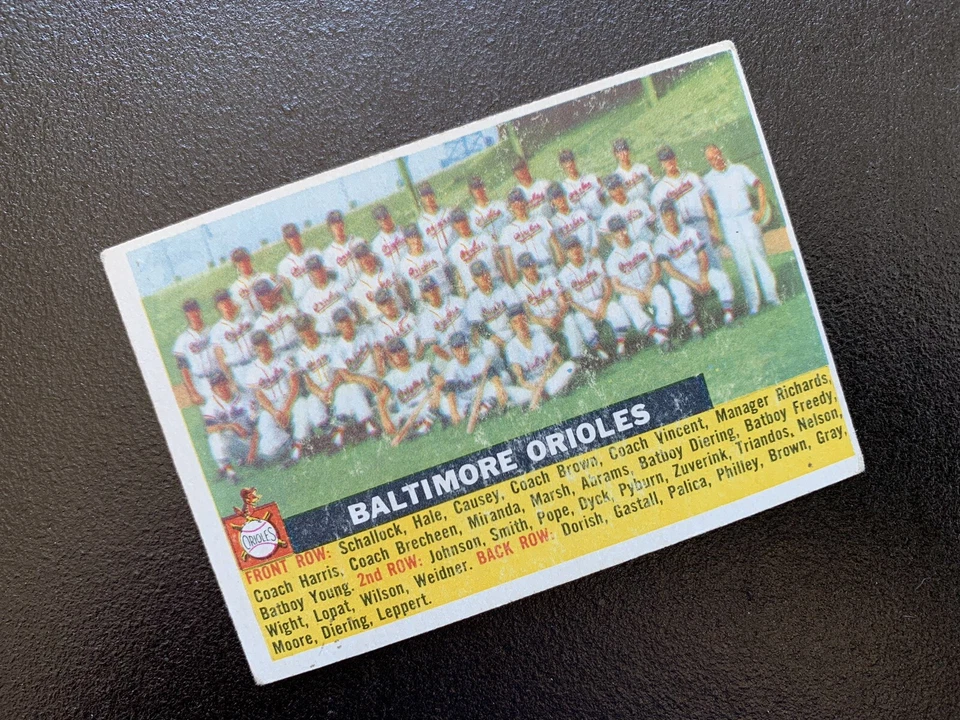 BALTIMORE ORIOLES
ORIOLES
FRONT ROW: Schallock, Hale, Causey, Coach Brown, Coach Vincent, Manager Richards,
Coach Harris, Coach Brecheen, Miranda, Marsh, Abrams, Batboy Diering, Batboy Freedy,
Batboy Young. 2nd ROW: Johnson, Smith, Pope, Dyck, Pyburn, Zuverink, Triandos, Nelson,
Wight, Lopat, Wilson, Weidner. BACK ROW: Dorish, Gastall, Palica, Philley, Brown, Gray,
Moore, Diering, Leppert.